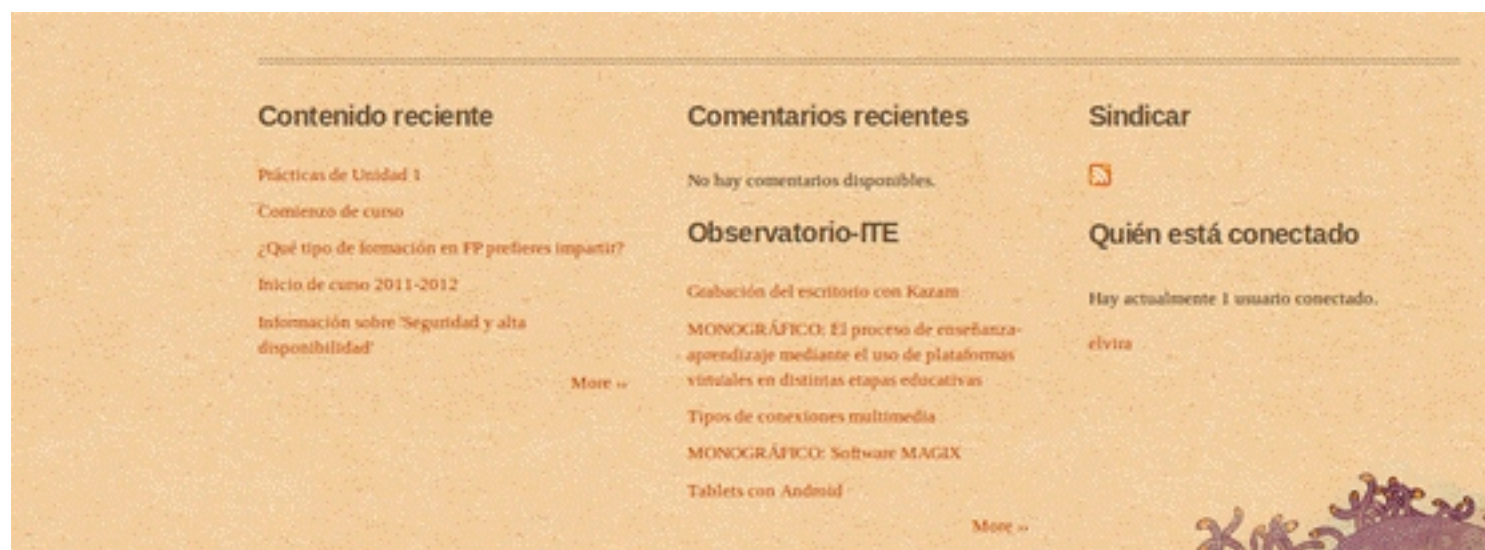 Contenido reciente
Prácticas de Unidad 1
Comienzo de curso
¿Qué tipo de formación en FP prefieres impartir?
Inicio de curso 2011-2012
Información sobre 'Seguridad y alta
disponibilidad'
More ››
Comentarios recientes
No hay comentarios disponibles.
Observatorio-ITE
Grabación del escritorio con Kazam
MONOGRÁFICO: El proceso de enseñanza-
aprendizaje mediante el uso de plataformas
virtuales en distintas etapas educativas
Tipos de conexiones multimedia
MONOGRÁFICO: Software MAGIX
Tablets con Android
More ››
Sindicar
Quién está conectado
Hay actualmente 1 usuario conectado.
elvira